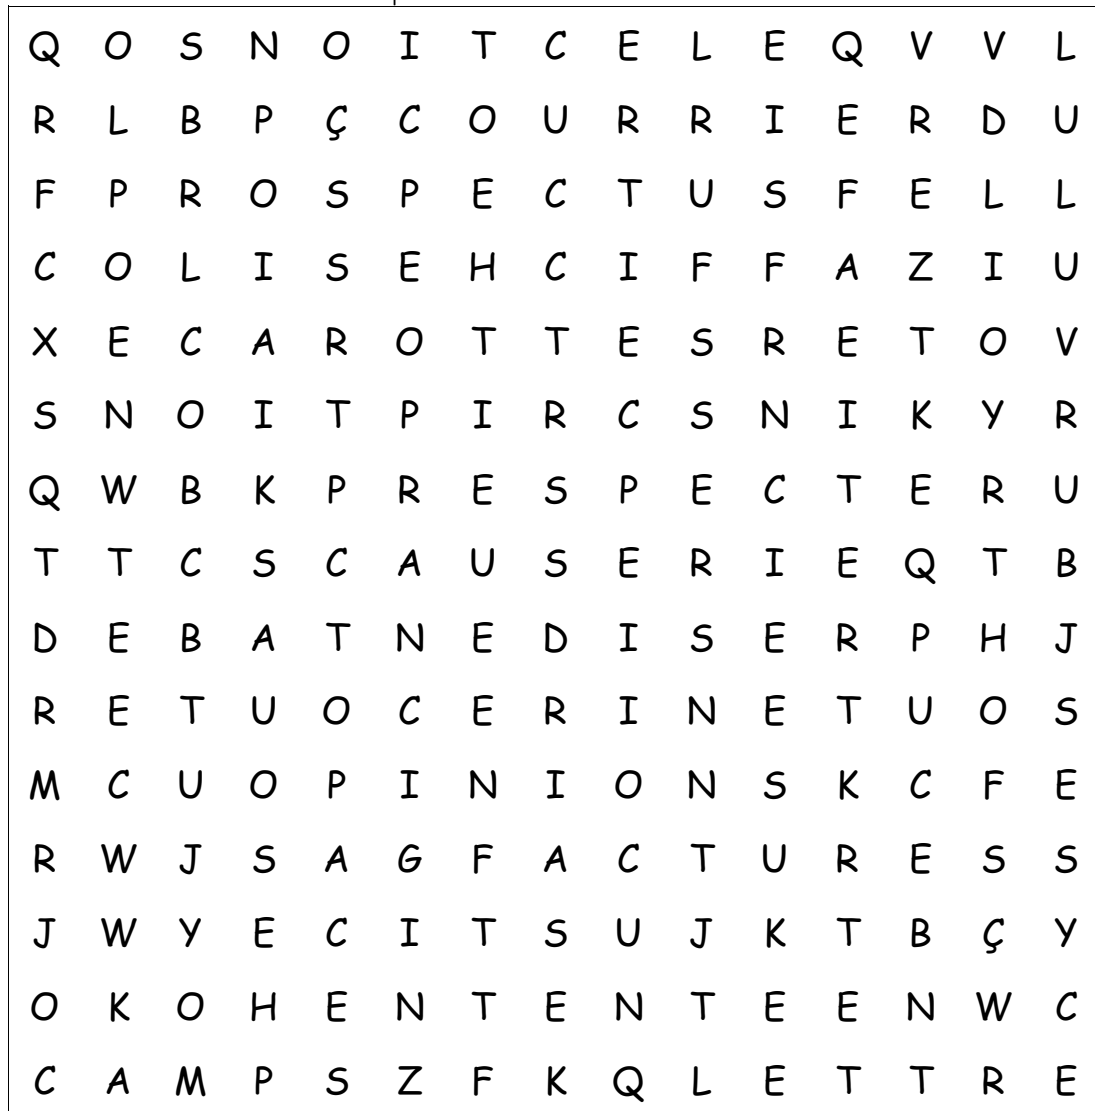 Q O S N O I T C E L E Q V V L
R L B P Ç C O U R R I E R D U
F P R O S P E C T U S F E L L
C O L I S E H C I F F A Z I U
X E C A R O T T E S R E T O V
S N O I T P I R C S N I K Y R
Q W B K P R E S P E C T E R U
T T C S C A U S E R I E Q T B
D E B A T N E D I S E R P H J
R E T U O C E R I N E T U O S
M C U O P I N I O N S K C F E
R W J S A G F A C T U R E S S
J W Y E C I T S U J K T B Ç Y
O K O H E N T E N T E E N W C
C A M P S Z F K Q L E T T R E